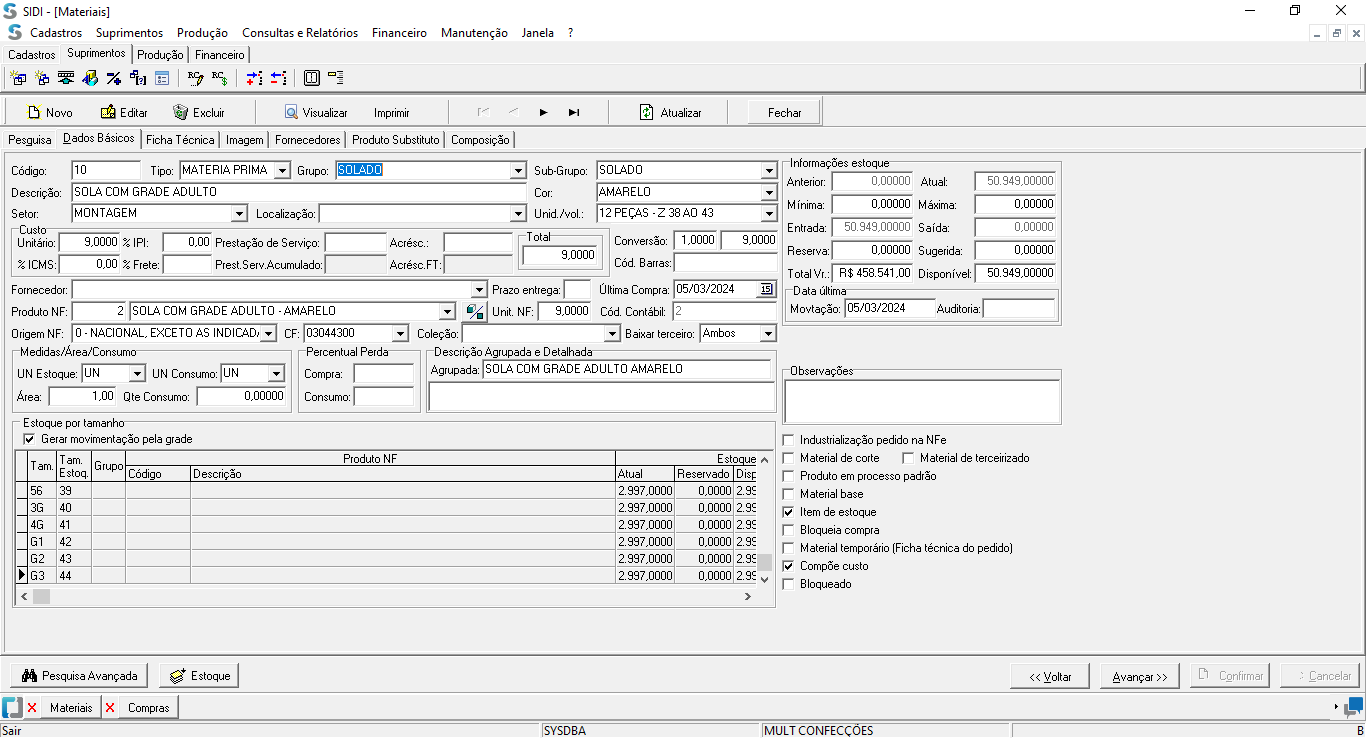 SIDI - [Materiais]
Cadastros Suprimentos Produção Consultas e Relatórios Financeiro Manutenção Janela ?
Cadastros Suprimentos Produção Financeiro
Novo Editar Excluir Visualizar Imprimir Atualizar Fechar
Pesquisa Dados Básicos Ficha Técnica Imagem Fornecedores Produto Substituto Composição
Código: 10 Tipo: MATERIA PRIMA Grupo: SOLADO Sub-Grupo: SOLADO
Descrição: SOLA COM GRADE ADULTO Cor: AMARELO
Setor: MONTAGEM Localização: Unid./vol.: 12 PEÇAS - Z 38 AO 43
Custo
Unitário: 9,0000 % IPI: 0,00 Prestação de Serviço: Acrésc.: Total 9,0000 Conversão: 1,0000 9,0000
% ICMS: 0,00 % Frete: Prest.Serv.Acumulado: Acrésc.FT: Cód. Barras:
Fornecedor: Prazo entrega: Última Compra: 05/03/2024 15
Produto NF: 2 SOLA COM GRADE ADULTO - AMARELO Unit. NF: 9,0000 Cód. Contábil: 2
Origem NF: 0 - NACIONAL, EXCETO AS INDICADA CF: 03044300 Coleção: Baixar terceiro: Ambos
Informações estoque
Anterior: 0,00000 Atual: 50.949,00000
Mínima: 0,00000 Máxima: 0,00000
Entrada: 50.949,00000 Saída: 0,00000
Reserva: 0,00000 Sugerida: 0,00000
Total Vr.: R$ 458.541,00 Disponível: 50.949,00000
Data última
Movtação: 05/03/2024 Auditoria:
Medidas/Área/Consumo
UN Estoque: UN UN Consumo: UN
Área: 1,00 Qte Consumo: 0,00000
Percentual Perda
Compra:
Consumo:
Descrição Agrupada e Detalhada
Agrupada: SOLA COM GRADE ADULTO AMARELO
Observações
Estoque por tamanho
Gerar movimentação pela grade
Tam. Tam. Estoq. Grupo Produto NF Estoque
Código Descrição Atual Reservado Disp
56 39 2.997,0000 0,0000 2.99
3G 40 2.997,0000 0,0000 2.99
4G 41 2.997,0000 0,0000 2.99
G1 42 2.997,0000 0,0000 2.99
G2 43 2.997,0000 0,0000 2.99
G3 44 2.997,0000 0,0000 2.99
Industrialização pedido na NFe
Material de corte Material de terceirizado
Produto em processo padrão
Material base
Item de estoque
Bloqueia compra
Material temporário (Ficha técnica do pedido)
Compõe custo
Bloqueado
Pesquisa Avançada Estoque << Voltar Avançar >> Confirmar Cancelar
Materiais Compras
Sair SYSDBA MULT CONFECÇÕES B